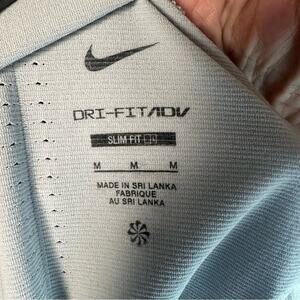 DRI-FIT ADV
SLIM FIT
M M M
MADE IN SRI LANKA
FABRIQUE
AU SRI LANKA